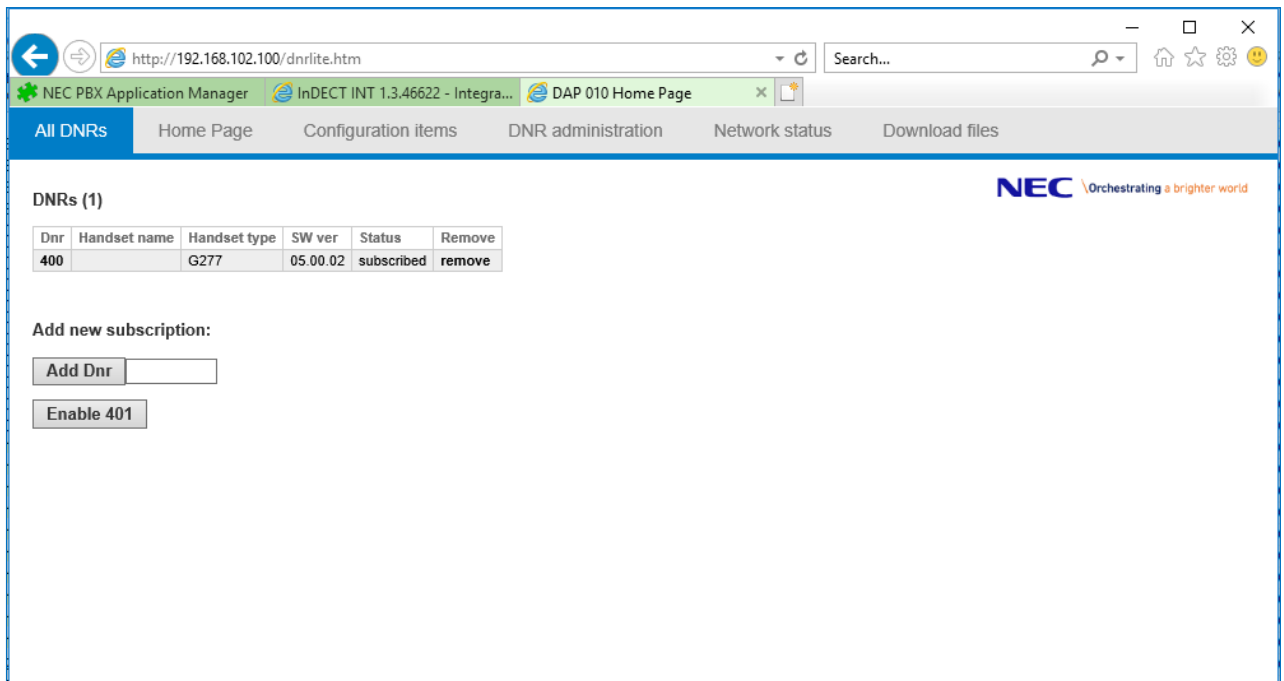 http://192.168.102.100/dnrlite.htm Search...
NEC PBX Application Manager InDECT INT 1.3.46622 - Integra... DAP 010 Home Page
All DNRs Home Page Configuration items DNR administration Network status Download files
NEC \Orchestrating a brighter world
DNRs (1)
Dnr Handset name Handset type SW ver Status Remove
400 G277 05.00.02 subscribed remove
Add new subscription:
Add Dnr
Enable 401